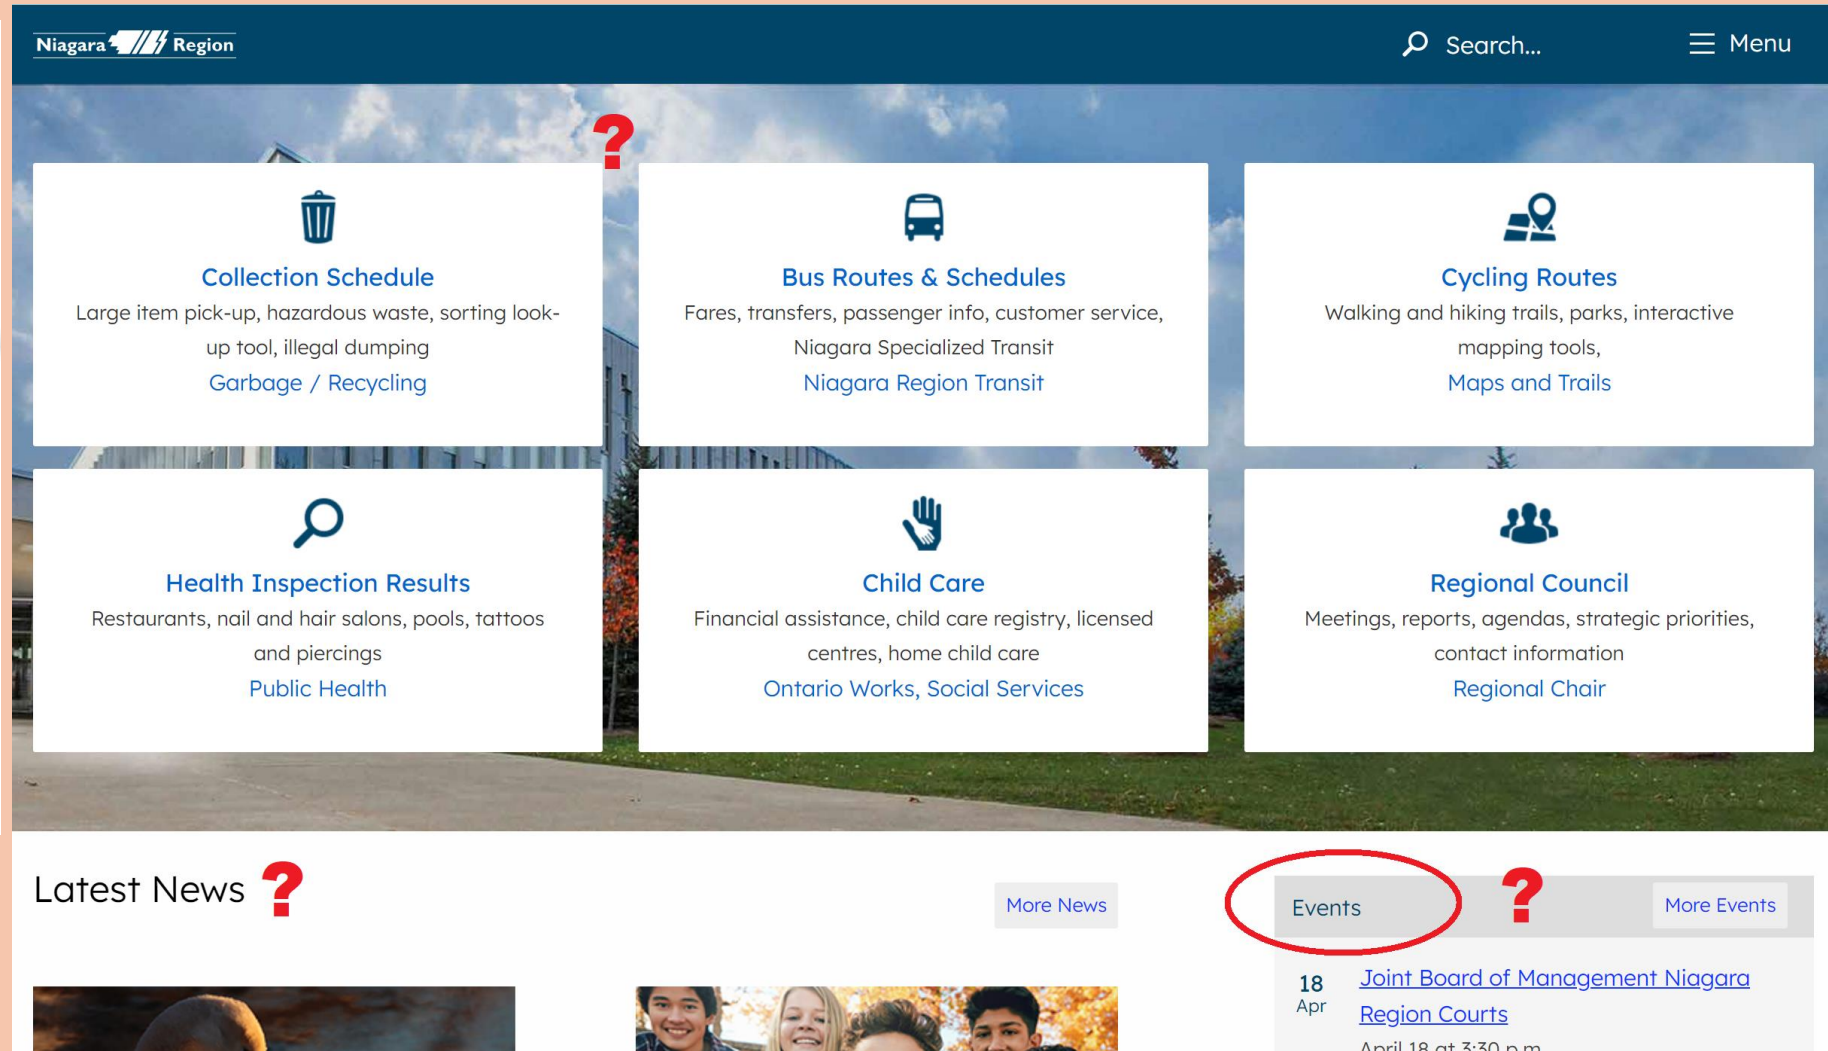 Niagara Region
Search...
Menu
?
Collection Schedule
Large item pick-up, hazardous waste, sorting look-
up tool, illegal dumping
Garbage / Recycling
Bus Routes & Schedules
Fares, transfers, passenger info, customer service,
Niagara Specialized Transit
Niagara Region Transit
Cycling Routes
Walking and hiking trails, parks, interactive
mapping tools,
Maps and Trails
Health Inspection Results
Restaurants, nail and hair salons, pools, tattoos
and piercings
Public Health
Child Care
Financial assistance, child care registry, licensed
centres, home child care
Ontario Works, Social Services
Regional Council
Meetings, reports, agendas, strategic priorities,
contact information
Regional Chair
Latest News ?
More News
Events ?
More Events
18
Apr
Joint Board of Management Niagara
Region Courts
April 18 at 3:30 p.m.